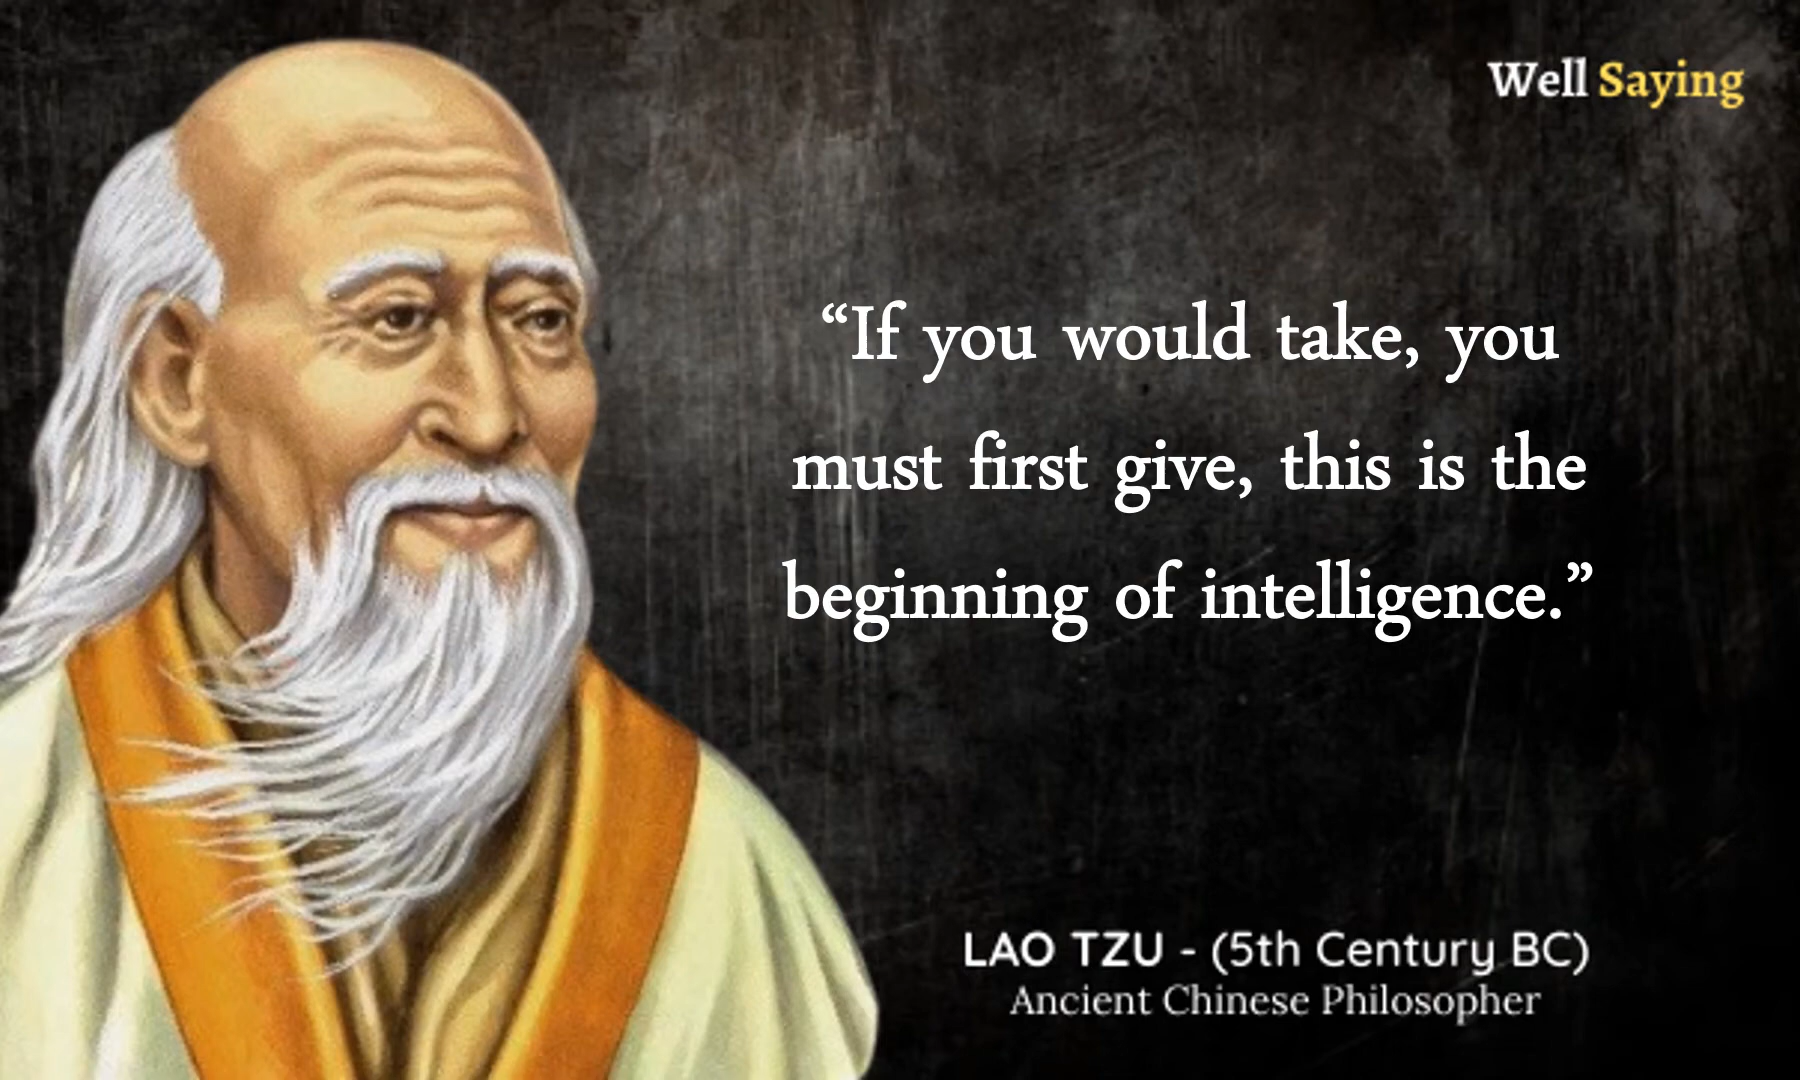 Well Saying
“If you would take, you
must first give, this is the
beginning of intelligence.”
LAO TZU - (5th Century BC)
Ancient Chinese Philosopher